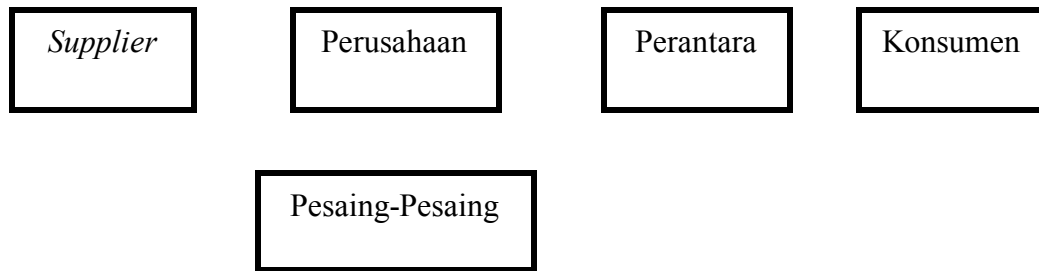 Supplier
Perusahaan
Perantara
Konsumen
Pesaing-Pesaing